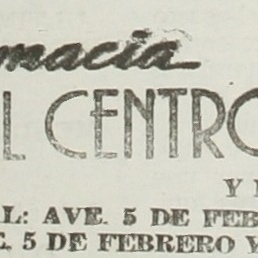 macia
L CENTRO
Y
L: AVE. 5 DE FEB
E. 5 DE FEBRERO Y